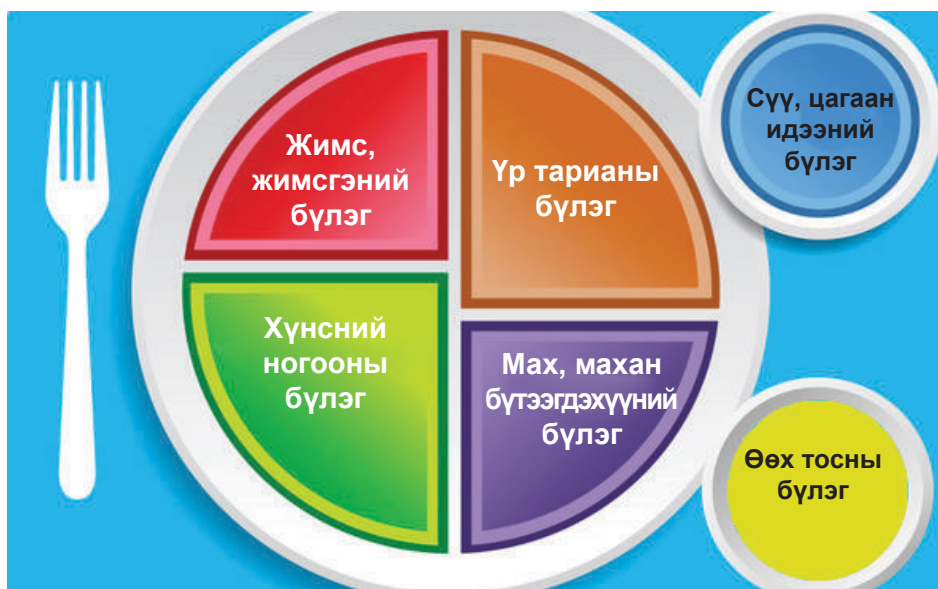 Жимс,
жимсгэний
бүлэг
Үр тарианы
бүлэг
Сүү, цагаан
идээний
бүлэг
Хүнсний
ногооны
бүлэг
Мах, махан
бүтээгдэхүүний
бүлэг
Өөх тосны
бүлэг